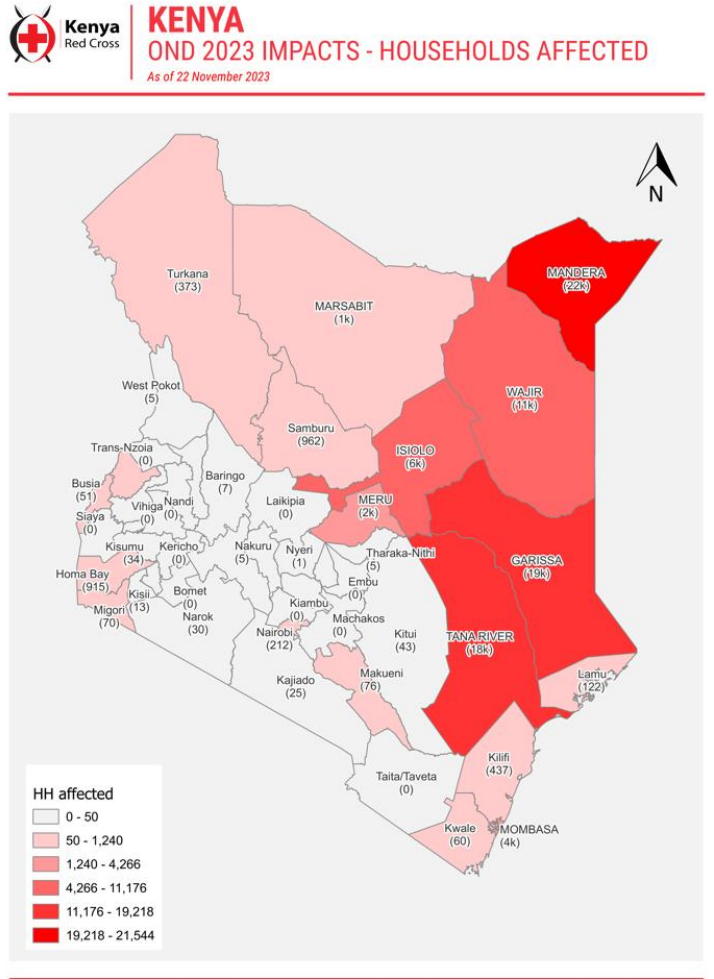 Kenya
Red Cross
KENYA
OND 2023 IMPACTS - HOUSEHOLDS AFFECTED
As of 22 November 2023
N
MANDERA
(22k)
Turkana
(373)
MARSABIT
(1k)
WAJIR
(11k)
West Pokot
(5)
Samburu
(962)
ISIOLO
(6k)
Trans-Nzoia
(0)
Baringo
(7)
Busia
(51)
Laikipia
(0)
MERU
(2k)
Siaya
(0)
Vihiga
(0)
Nandi
(0)
Kisumu
(34)
Kericho
(0)
Nakuru
(5)
Nyeri
(1)
Tharaka-Nithi
(5)
GARISSA
(19k)
Homa Bay
(915)
Kisii
(13)
Bomet
(0)
Embu
(0)
Migori
(70)
Narok
(30)
Kiambu
(0)
Machakos
(0)
Nairobi
(212)
Kitui
(43)
TANA RIVER
(18k)
Kajiado
(25)
Makueni
(76)
Lamu
(122)
Kilifi
(437)
Taita/Taveta
(0)
Kwale
(60)
MOMBASA
(4k)
HH affected
0 - 50
50 - 1,240
1,240 - 4,266
4,266 - 11,176
11,176 - 19,218
19,218 - 21,544